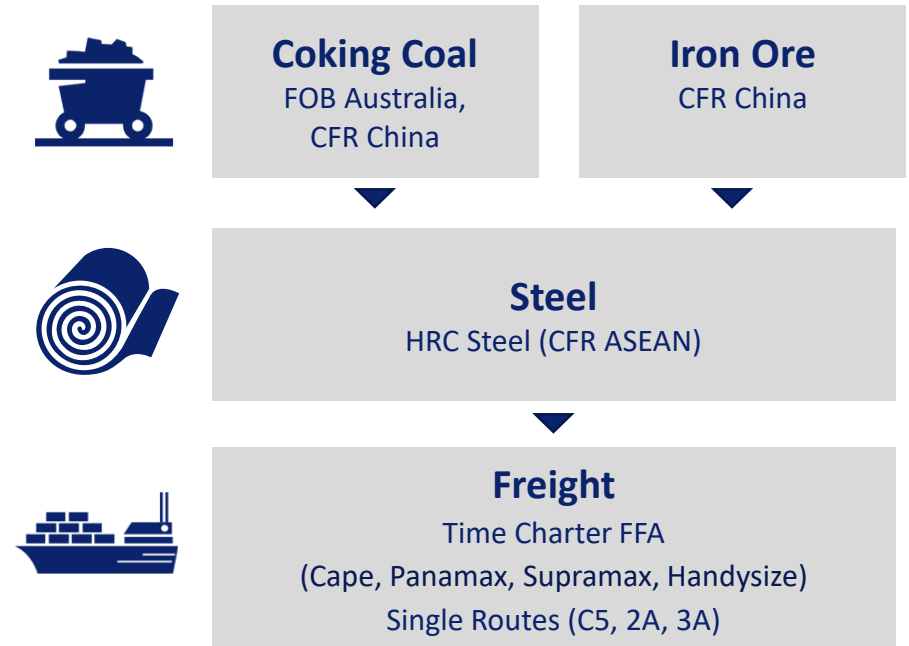 Coking Coal
FOB Australia,
CFR China
Iron Ore
CFR China
Steel
HRC Steel (CFR ASEAN)
Freight
Time Charter FFA
(Cape, Panamax, Supramax, Handysize)
Single Routes (C5, 2A, 3A)